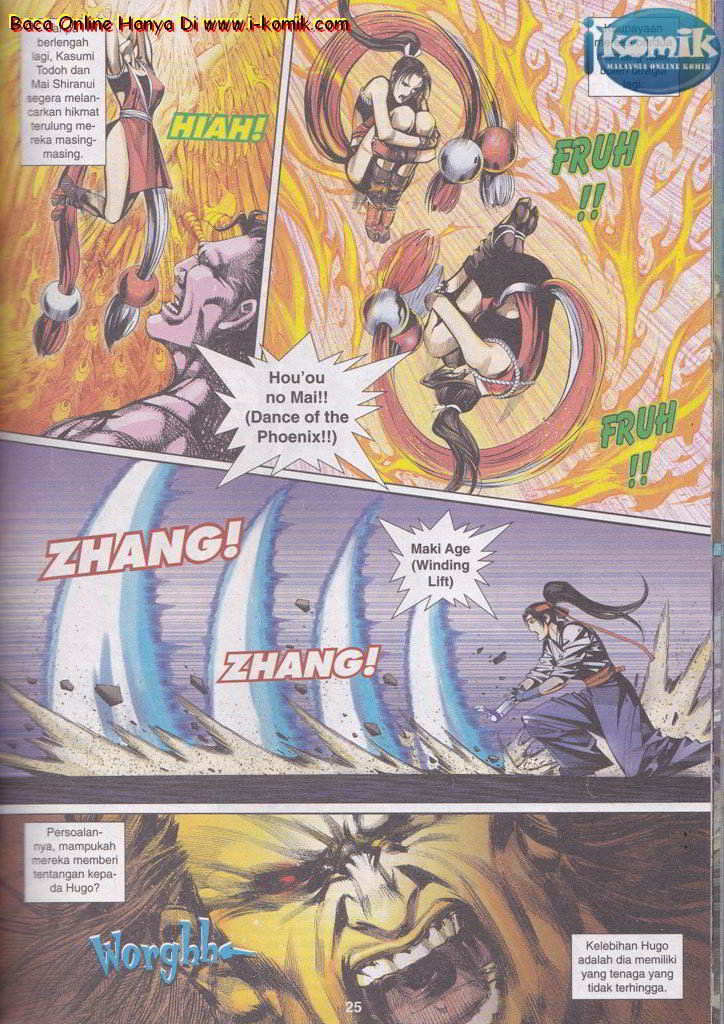 Baca Online Hanya Di www.i-komik.com
berlengah
lagi, Kasumi
Todoh dan
Mai Shiranui
segera melan-
carkan hikmat
terulung me-
reka masing-
masing.
HIAH!
ikomik
MALAYSIA ONLINE KOMIK
lagi.
FRUH
!!
Hou'ou
no Mai!!
(Dance of the
Phoenix!!)
FRUH
!!
ZHANG!
Maki Age
(Winding
Lift)
ZHANG!
Persoalan-
nya, mampukah
mereka memberi
tentangan kepa-
da Hugo?
Worghh
Kelebihan Hugo
adalah dia memiliki
yang tenaga yang
tidak terhingga.
25